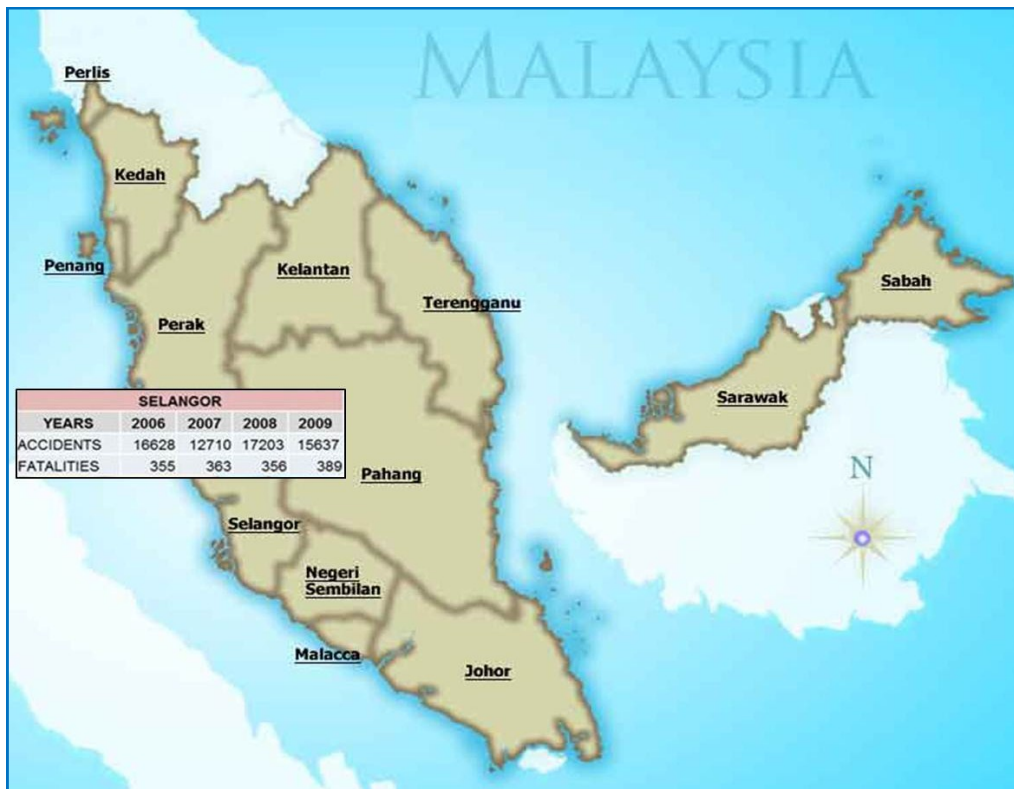 MALAYSIA
Perlis
Kedah
Penang
Kelantan
Terengganu
Sabah
Perak
Sarawak
SELANGOR
YEARS 2006 2007 2008 2009
ACCIDENTS 16628 12710 17203 15637
FATALITIES 355 363 356 389
Pahang
N
Selangor
Negeri
Sembilan
Malacca
Johor